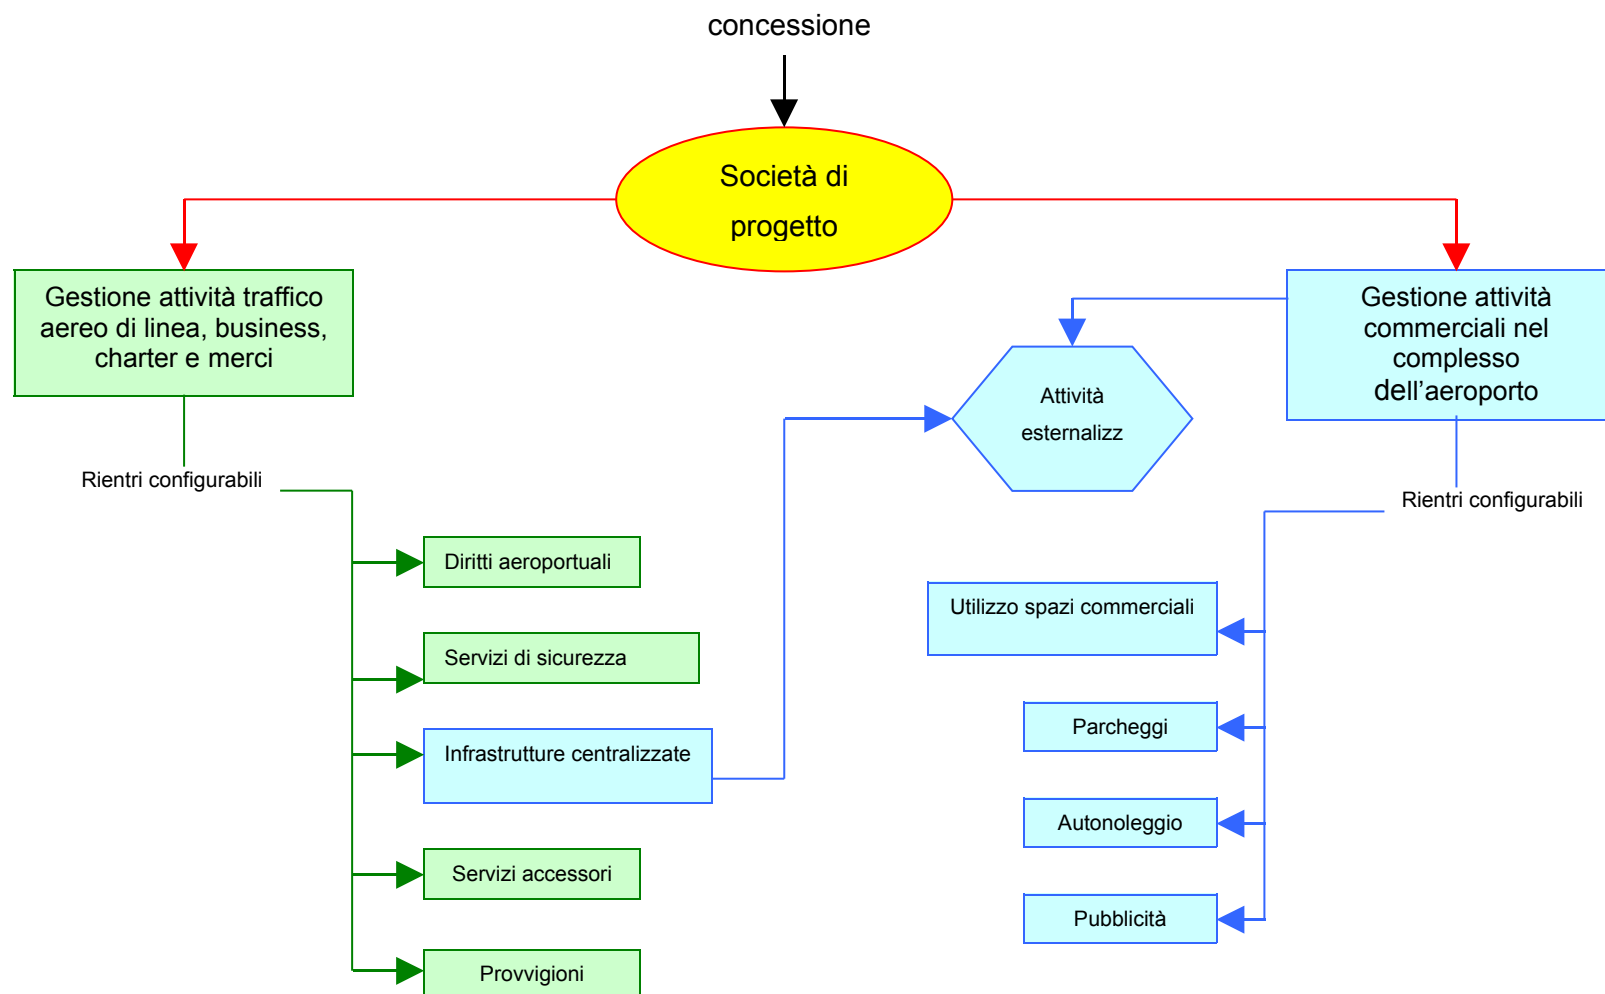 concessione
Società di
progetto
Gestione attività traffico
aereo di linea, business,
charter e merci
Gestione attività
commerciali nel
complesso
dell’aeroporto
Attività
esternalizz
Rientri configurabili
Rientri configurabili
Diritti aeroportuali
Servizi di sicurezza
Infrastrutture centralizzate
Servizi accessori
Provvigioni
Utilizzo spazi commerciali
Parcheggi
Autonoleggio
Pubblicità